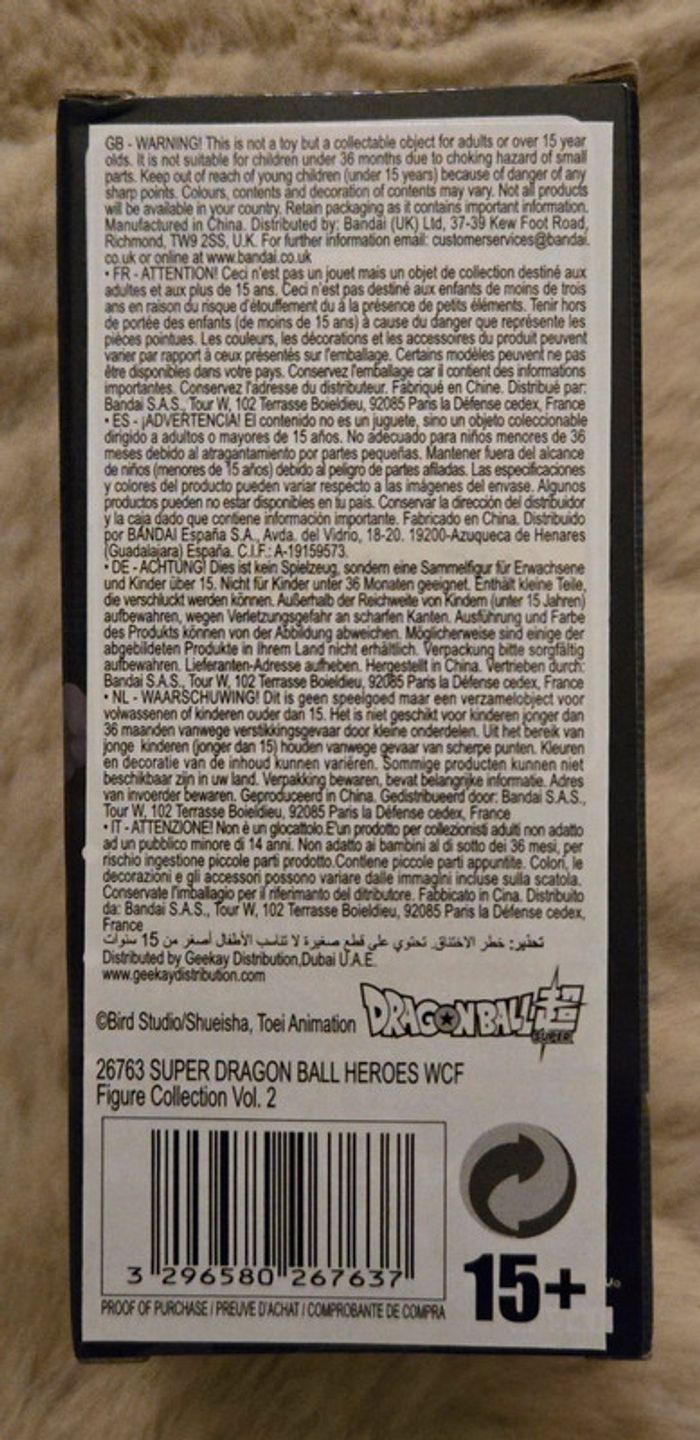 GB - WARNING! This is not a toy but a collectable object for adults or over 15 year
olds. It is not suitable for children under 36 months due to choking hazard of small
parts. Keep out of reach of young children (under 15 years) because of danger of any
sharp points. Colours, contents and decoration of contents may vary. Not all products
will be available in your country. Retain packaging as it contains important information.
Manufactured in China. Distributed by: Bandai (UK) Ltd, 37-39 Kew Foot Road,
Richmond, TW9 2SS, U.K. For further information email: customerservices@bandai.
co.uk or online at www.bandai.co.uk
• FR - ATTENTION! Ceci n'est pas un jouet mais un objet de collection destiné aux
adultes et aux plus de 15 ans. Ceci n'est pas destiné aux enfants de moins de trois
ans en raison du risque d'étouffement du à la présence de petits éléments. Tenir hors
de portée des enfants (de moins de 15 ans) à cause du danger que représente les
pièces pointues. Les couleurs, les décorations et les accessoires du produit peuvent
varier par rapport à ceux présentés sur l'emballage. Certains modèles peuvent ne pas
être disponibles dans votre pays. Conservez l'emballage car il contient des informations
importantes. Conservez l'adresse du distributeur. Fabriqué en Chine. Distribué par:
Bandai S.A.S., Tour W, 102 Terrasse Boieldieu, 92085 Paris la Défense cedex, France
• ES - ¡ADVERTENCIA! El contenido no es un juguete, sino un objeto coleccionable
dirigido a adultos o mayores de 15 años. No adecuado para niños menores de 36
meses debido al atragantamiento por partes pequeñas. Mantener fuera del alcance
de niños (menores de 15 años) debido al peligro de partes afiladas. Las especificaciones
y colores del producto pueden variar respecto a las imágenes del envase. Algunos
productos pueden no estar disponibles en tu país. Conservar la dirección del distribuidor
y la caja dado que contiene información importante. Fabricado en China. Distribuido
por BANDAI España S.A., Avda. del Vidrio, 18-20. 19200-Azuqueca de Henares
(Guadalajara) España. C.I.F.: A-19159573.
• DE - ACHTUNG! Dies ist kein Spielzeug, sondern eine Sammelfigur für Erwachsene
und Kinder über 15. Nicht für Kinder unter 36 Monaten geeignet. Enthält kleine Teile,
die verschluckt werden können. Außerhalb der Reichweite von Kindern (unter 15 Jahren)
aufbewahren, wegen Verletzungsgefahr an scharfen Kanten. Ausführung und Farbe
des Produkts können von der Abbildung abweichen. Möglicherweise sind einige der
abgebildeten Produkte in Ihrem Land nicht erhältlich. Verpackung bitte sorgfältig
aufbewahren. Lieferanten-Adresse aufheben. Hergestellt in China. Vertrieben durch:
Bandai S.A.S., Tour W, 102 Terrasse Boieldieu, 92085 Paris la Défense cedex, France
• NL - WAARSCHUWING! Dit is geen speelgoed maar een verzamelobject voor
volwassenen of kinderen ouder dan 15. Het is niet geschikt voor kinderen jonger dan
36 maanden vanwege verstikkingsgevaar door kleine onderdelen. Uit het bereik van
jonge kinderen (jonger dan 15) houden vanwege gevaar van scherpe punten. Kleuren
en decoratie van de inhoud kunnen variëren. Sommige producten kunnen niet
beschikbaar zijn in uw land. Verpakking bewaren, bevat belangrijke informatie. Adres
van invoerder bewaren. Geproduceerd in China. Gedistribueerd door: Bandai S.A.S.,
Tour W, 102 Terrasse Boieldieu, 92085 Paris la Défense cedex, France
• IT - ATTENZIONE! Non è un giocattolo.E'un prodotto per collezionisti adulti non adatto
ad un pubblico minore di 14 anni. Non adatto ai bambini al di sotto dei 36 mesi, per
rischio ingestione piccole parti prodotto.Contiene piccole parti appuntite. Colori, le
decorazioni e gli accessori possono variare dalle immagini incluse sulla scatola.
Conservate l'imballagio per il riferimanto del ditributore. Fabbicato in Cina. Distribuito
da: Bandai S.A.S., Tour W, 102 Terrasse Boieldieu, 92085 Paris la Défense cedex,
France
تحذير: خطر الاختناق. تحتوي على قطع صغيرة لا تناسب الأطفال أصغر من 15 سنوات
Distributed by Geekay Distribution,Dubai U.A.E.
www.geekaydistribution.com
©Bird Studio/Shueisha, Toei Animation
DRAGONBALL超
SUPER
26763 SUPER DRAGON BALL HEROES WCF
Figure Collection Vol. 2
3 296580 267637
PROOF OF PURCHASE / PREUVE D'ACHAT / COMPROBANTE DE COMPRA
15+